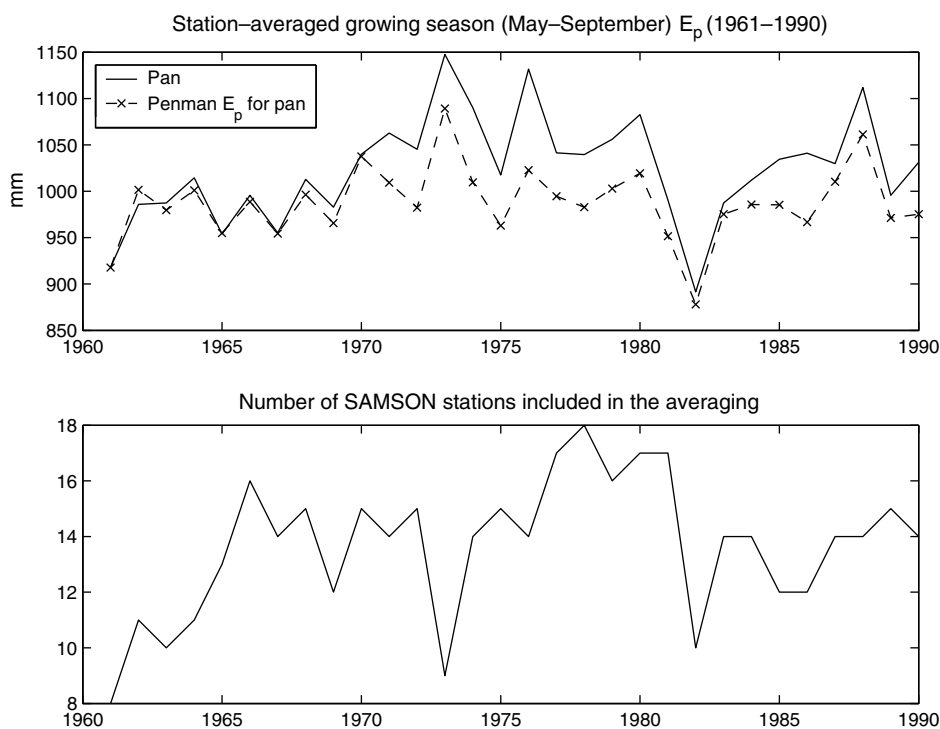 Station–averaged growing season (May–September) Ep (1961–1990)
1150
1100
1050
1000
950
900
850
mm
Pan
Penman Ep for pan
1960 1965 1970 1975 1980 1985 1990
Number of SAMSON stations included in the averaging
18
16
14
12
10
8
1960 1965 1970 1975 1980 1985 1990